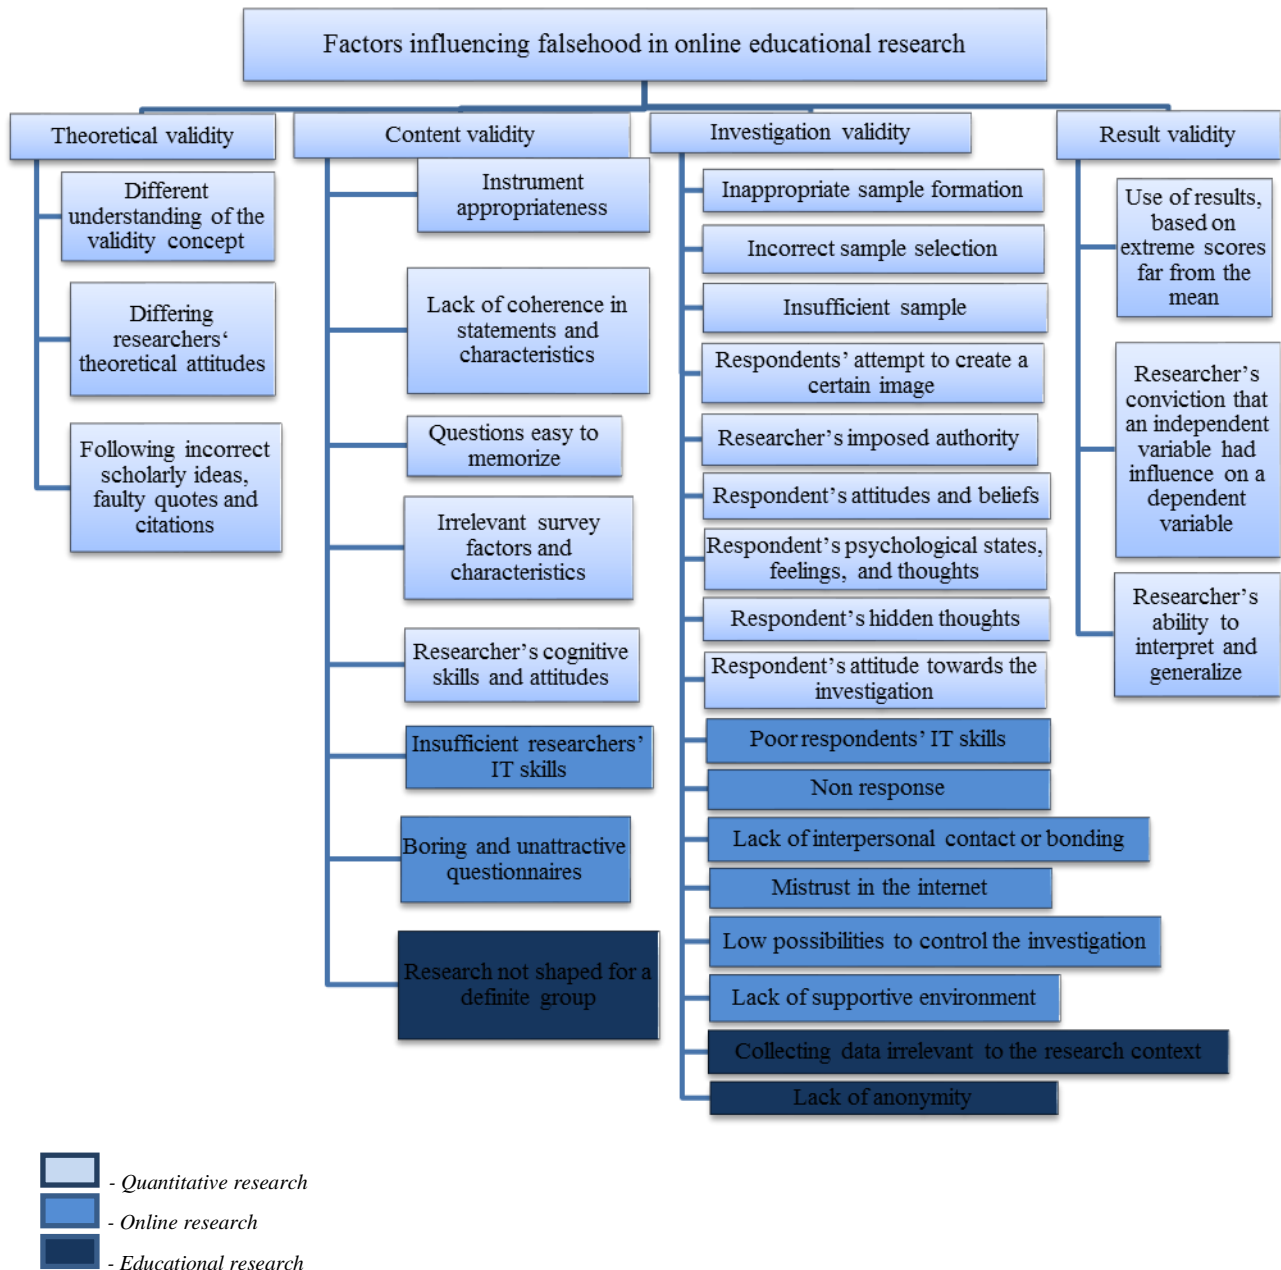 Factors influencing falsehood in online educational research
Theoretical validity
Different
understanding of the
validity concept
Differing
researchers‘
theoretical attitudes
Following incorrect
scholarly ideas,
faulty quotes and
citations
Content validity
Instrument
appropriateness
Lack of coherence in
statements and
characteristics
Questions easy to
memorize
Irrelevant survey
factors and
characteristics
Researcher’s cognitive
skills and attitudes
Insufficient researchers’
IT skills
Boring and unattractive
questionnaires
Research not shaped for a
definite group
Investigation validity
Inappropriate sample formation
Incorrect sample selection
Insufficient sample
Respondents’ attempt to create a
certain image
Researcher’s imposed authority
Respondent’s attitudes and beliefs
Respondent’s psychological states,
feelings, and thoughts
Respondent’s hidden thoughts
Respondent’s attitude towards the
investigation
Poor respondents’ IT skills
Non response
Lack of interpersonal contact or bonding
Mistrust in the internet
Low possibilities to control the investigation
Lack of supportive environment
Collecting data irrelevant to the research context
Lack of anonymity
Result validity
Use of results,
based on
extreme scores
far from the
mean
Researcher’s
conviction that
an independent
variable had
influence on a
dependent
variable
Researcher’s
ability to
interpret and
generalize
- Quantitative research
- Online research
- Educational research